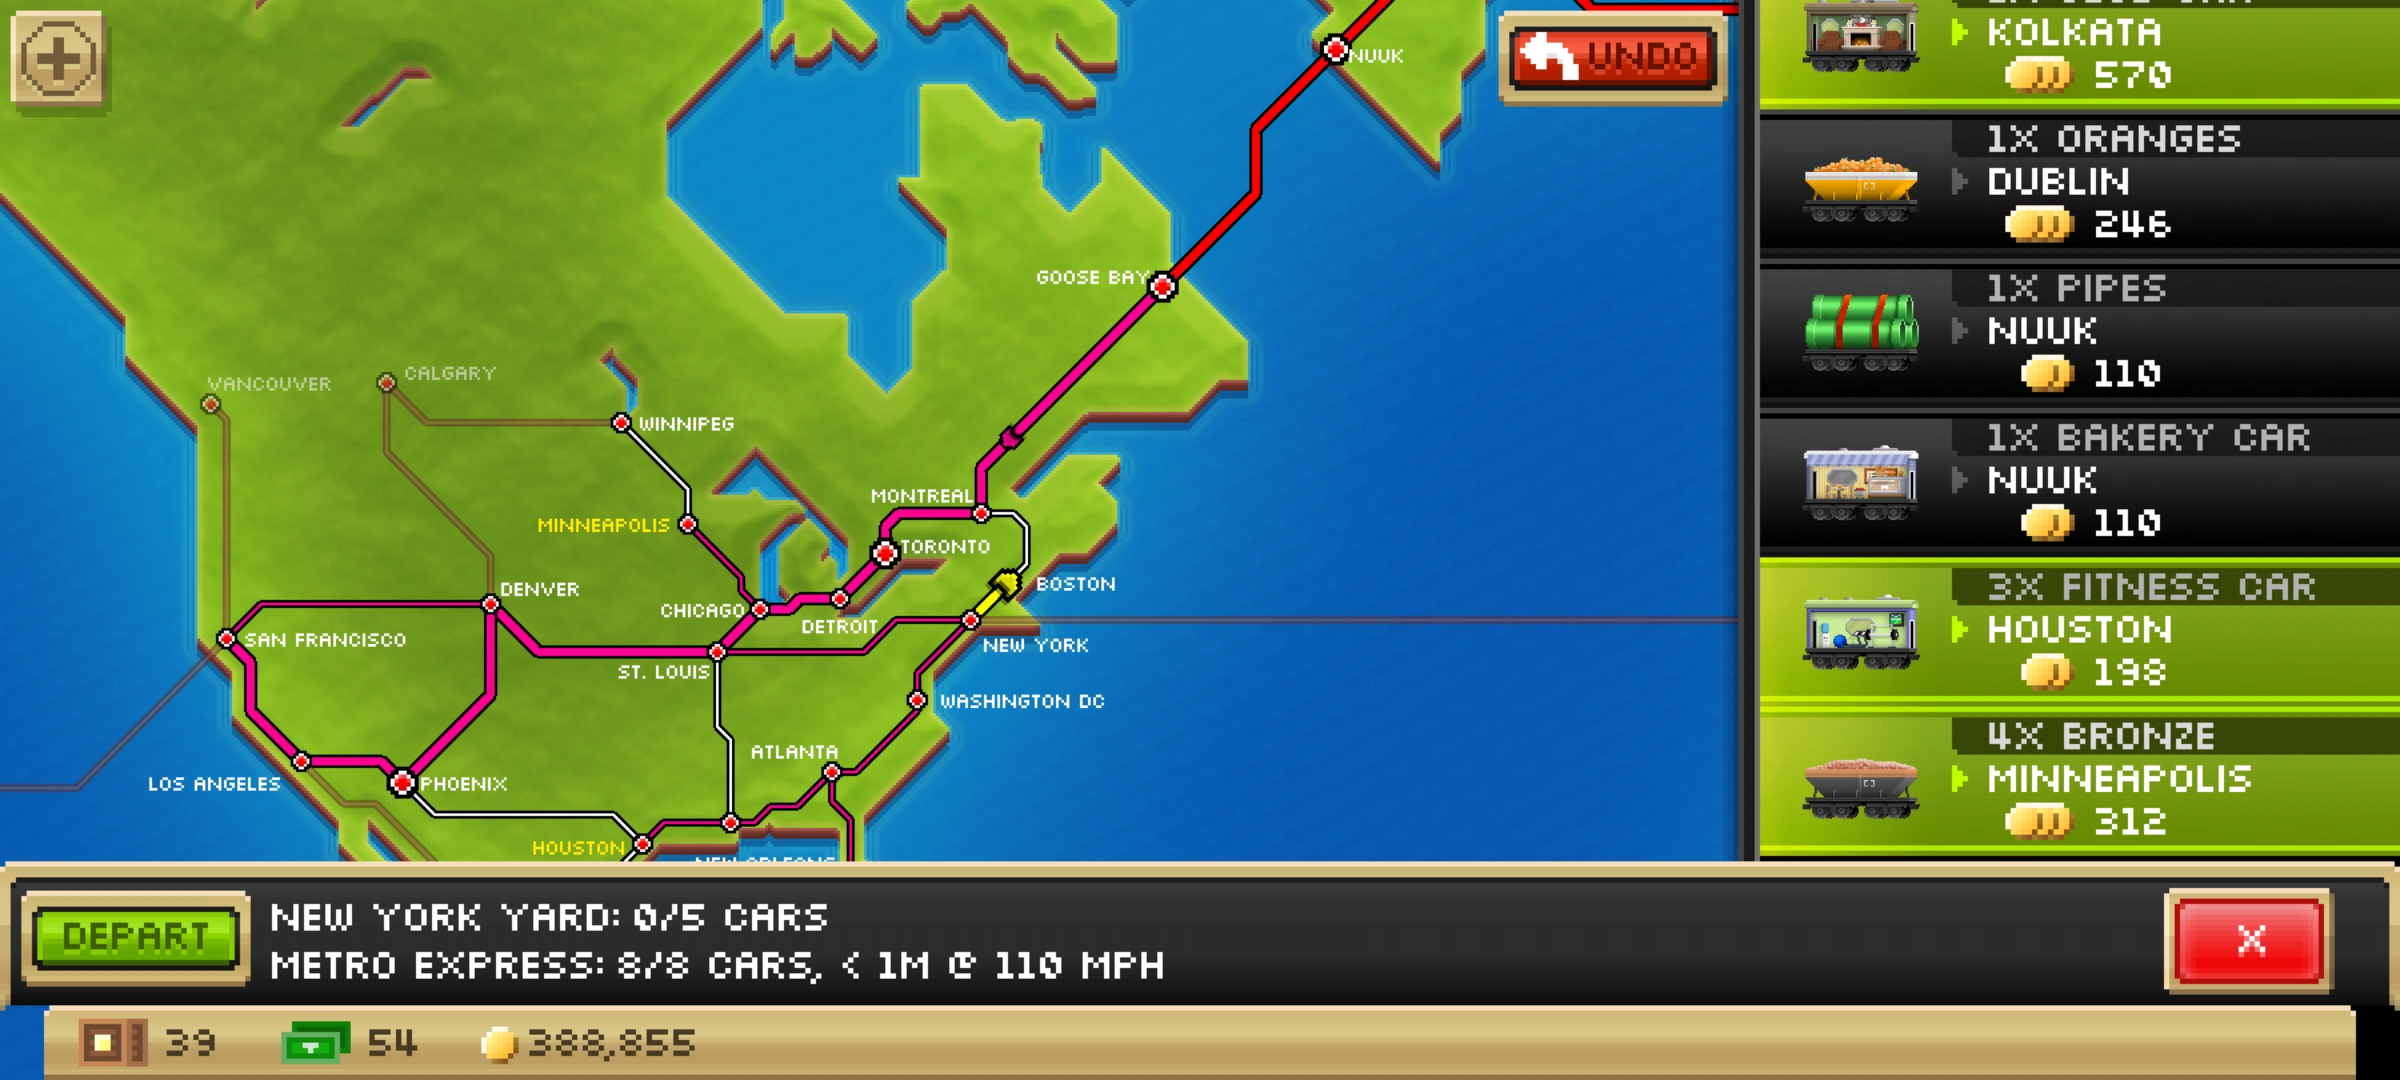 NUUK
UNDO
KOLKATA
570
1X ORANGES
DUBLIN
246
1X PIPES
NUUK
110
1X BAKERY CAR
NUUK
110
3X FITNESS CAR
HOUSTON
198
4X BRONZE
MINNEAPOLIS
312
GOOSE BAY
VANCOUVER
CALGARY
WINNIPEG
MONTREAL
MINNEAPOLIS
TORONTO
BOSTON
DENVER
CHICAGO
DETROIT
SAN FRANCISCO
NEW YORK
ST. LOUIS
WASHINGTON DC
ATLANTA
LOS ANGELES
PHOENIX
HOUSTON
NEW ORLEANS
DEPART
NEW YORK YARD: 0/5 CARS
METRO EXPRESS: 8/8 CARS, < 1M @ 110 MPH
X
39
54
388,855